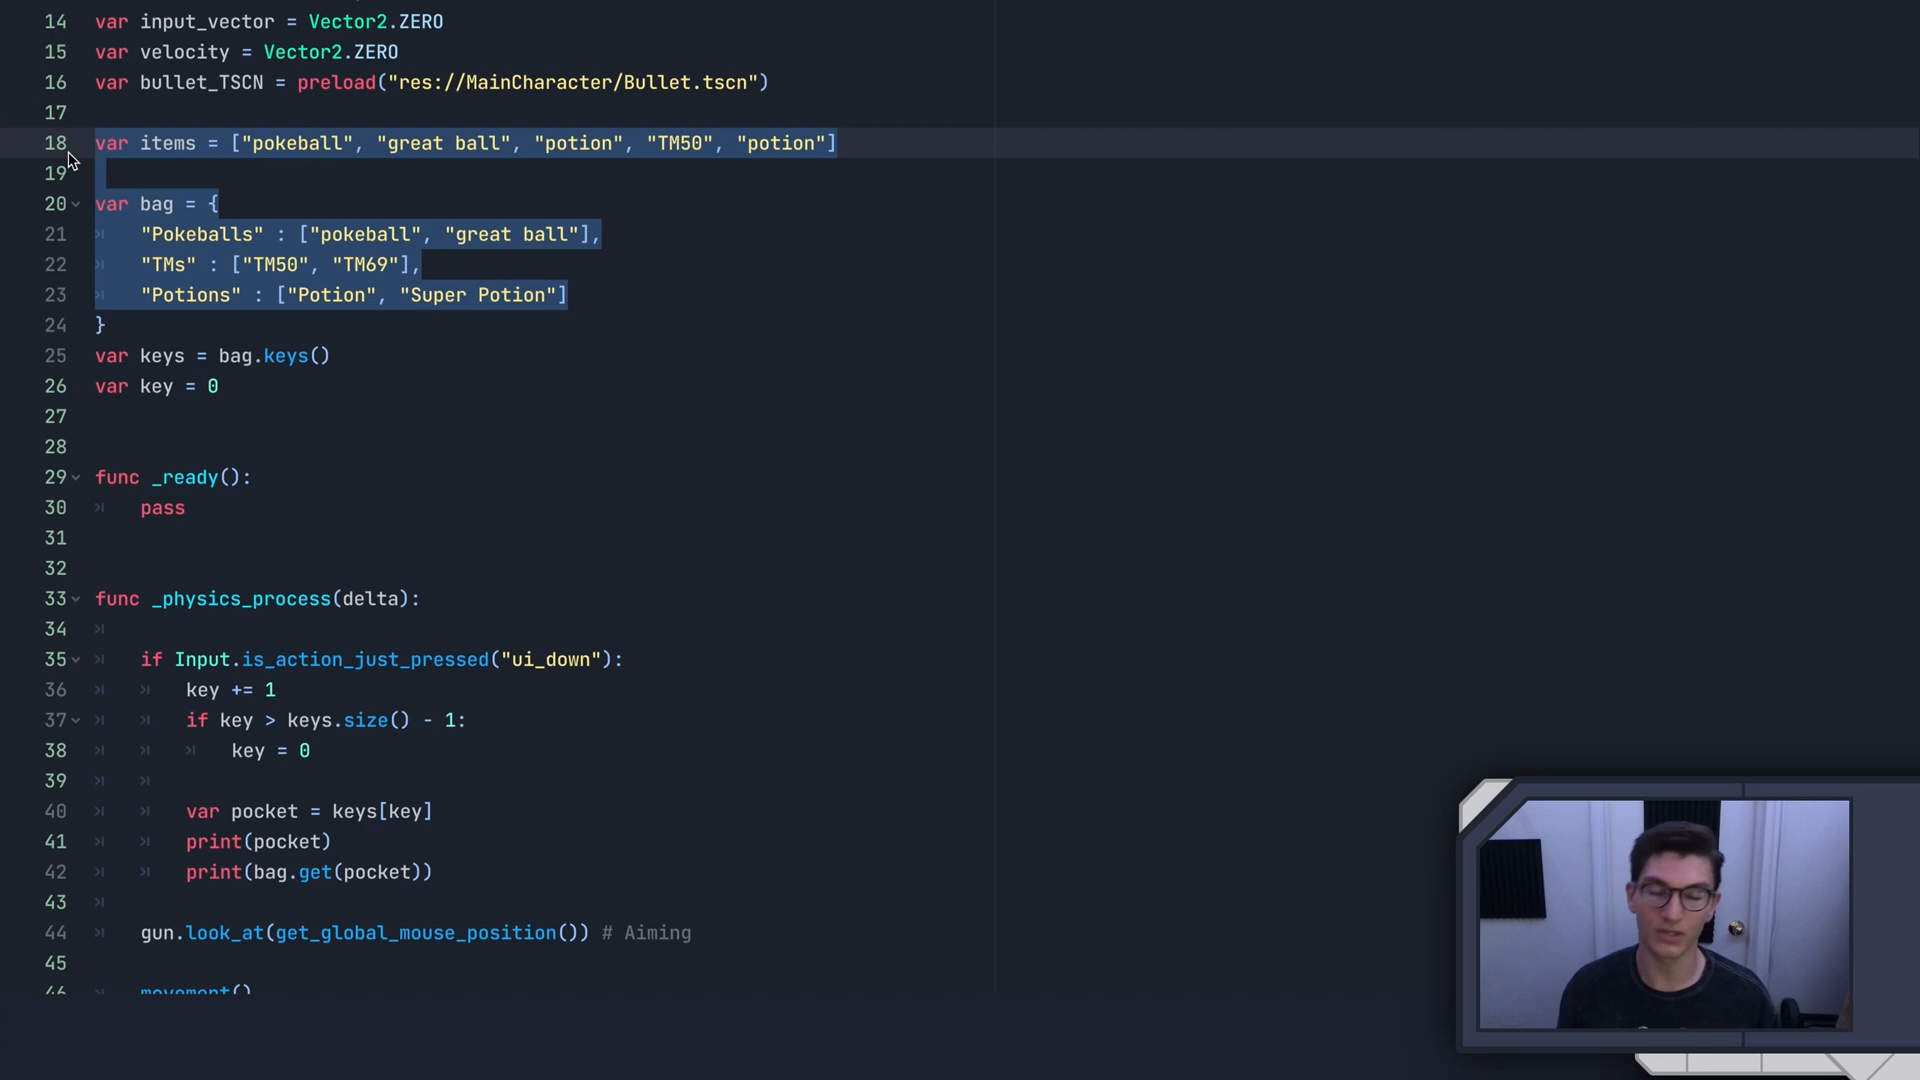 14 var input_vector = Vector2.ZERO
15 var velocity = Vector2.ZERO
16 var bullet_TSCN = preload("res://MainCharacter/Bullet.tscn")
17
18 var items = ["pokeball", "great ball", "potion", "TM50", "potion"]
19
20 var bag = {
21 "Pokeballs" : ["pokeball", "great ball"],
22 "TMs" : ["TM50", "TM69"],
23 "Potions" : ["Potion", "Super Potion"]
24 }
25 var keys = bag.keys()
26 var key = 0
27
28
29 func _ready():
30 pass
31
32
33 func _physics_process(delta):
34
35 if Input.is_action_just_pressed("ui_down"):
36 key += 1
37 if key > keys.size() - 1:
38 key = 0
39
40 var pocket = keys[key]
41 print(pocket)
42 print(bag.get(pocket))
43
44 gun.look_at(get_global_mouse_position()) # Aiming
45
46 movement()